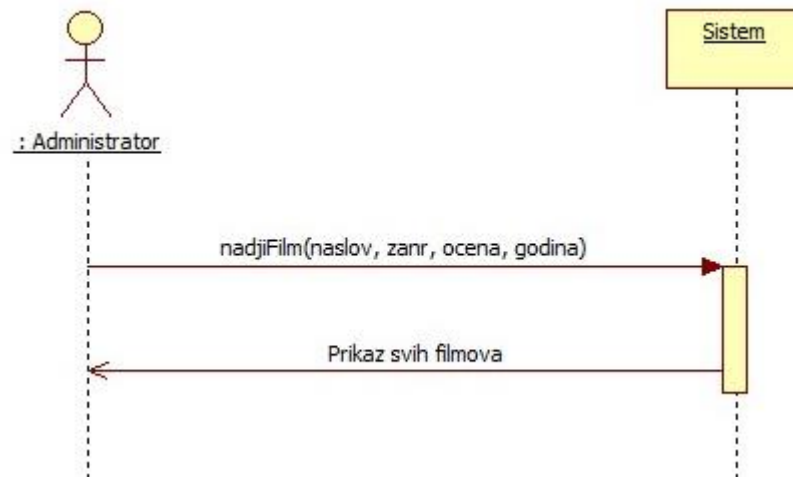 Sistem
: Administrator
nadjiFilm(naslov, zanr, ocena, godina)
Prikaz svih filmova